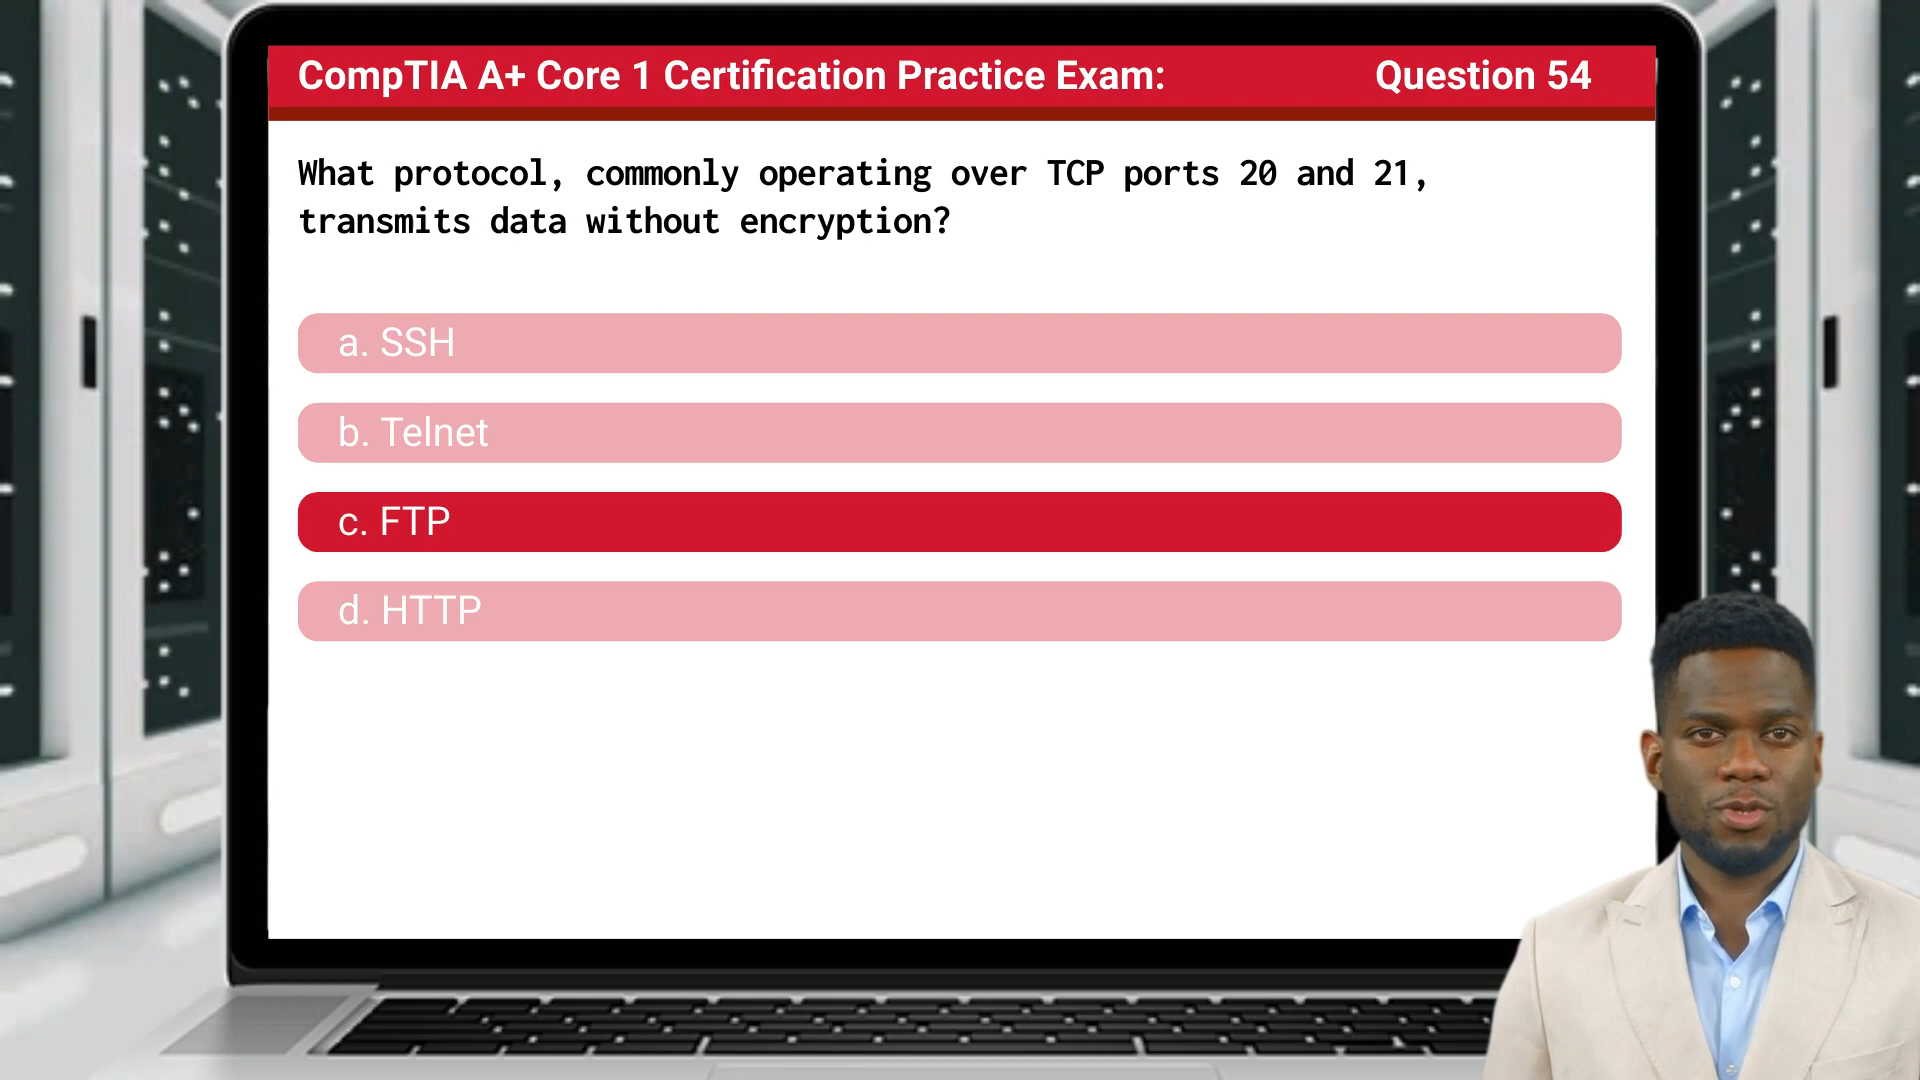 CompTIA A+ Core 1 Certification Practice Exam: Question 54
What protocol, commonly operating over TCP ports 20 and 21,
transmits data without encryption?
a. SSH
b. Telnet
c. FTP
d. HTTP